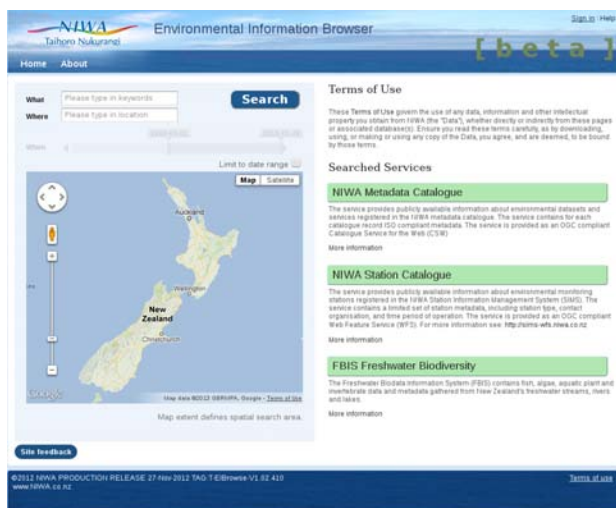 NIWA
Taihoro Nukurangi
Environmental Information Browser
Sign in Help
[beta]
Home About
What Please type in keywords
Search
Where Please type in location
When
Limit to date range
Map Satellite
Auckland
Wellington
New
Zealand
Christchurch
Google
Map data ©2012 GBRMPA, Google - Terms of Use
Map extent defines spatial search area.
Terms of Use
These Terms of Use govern the use of any data, information and other intellectual
property you obtain from NIWA (the "Data"), whether directly or indirectly from these pages
or associated database(s). Ensure you read these terms carefully, as by downloading,
using, or making or using any copy of the Data, you agree, and are deemed, to be bound
by those terms.
Searched Services
NIWA Metadata Catalogue
The service provides publicly available information about environmental datasets and
services registered in the NIWA metadata catalogue. The service contains for each
catalogue record ISO compliant metadata. The service is provided as an OGC compliant
Catalogue Service for the Web (CSW)
More information
NIWA Station Catalogue
The service provides publicly available information about environmental monitoring
stations registered in the NIWA Station Information Management System (SIMS). The
service contains a limited set of station metadata, including station type, contact
organisation, and time period of operation. The service is provided as an OGC compliant
Web Feature Service (WFS). For more information see: http://sims-wfs.niwa.co.nz
More information
FBIS Freshwater Biodiversity
The Freshwater Biodata Information System (FBIS) contains fish, algae, aquatic plant and
invertebrate data and metadata gathered from New Zealand's freshwater streams, rivers
and lakes.
More information
Site feedback
©2012 NIWA PRODUCTION RELEASE 27-Nov-2012 TAG:T-EIBrowse-V1.02.410
www.NIWA.co.nz
Terms of use